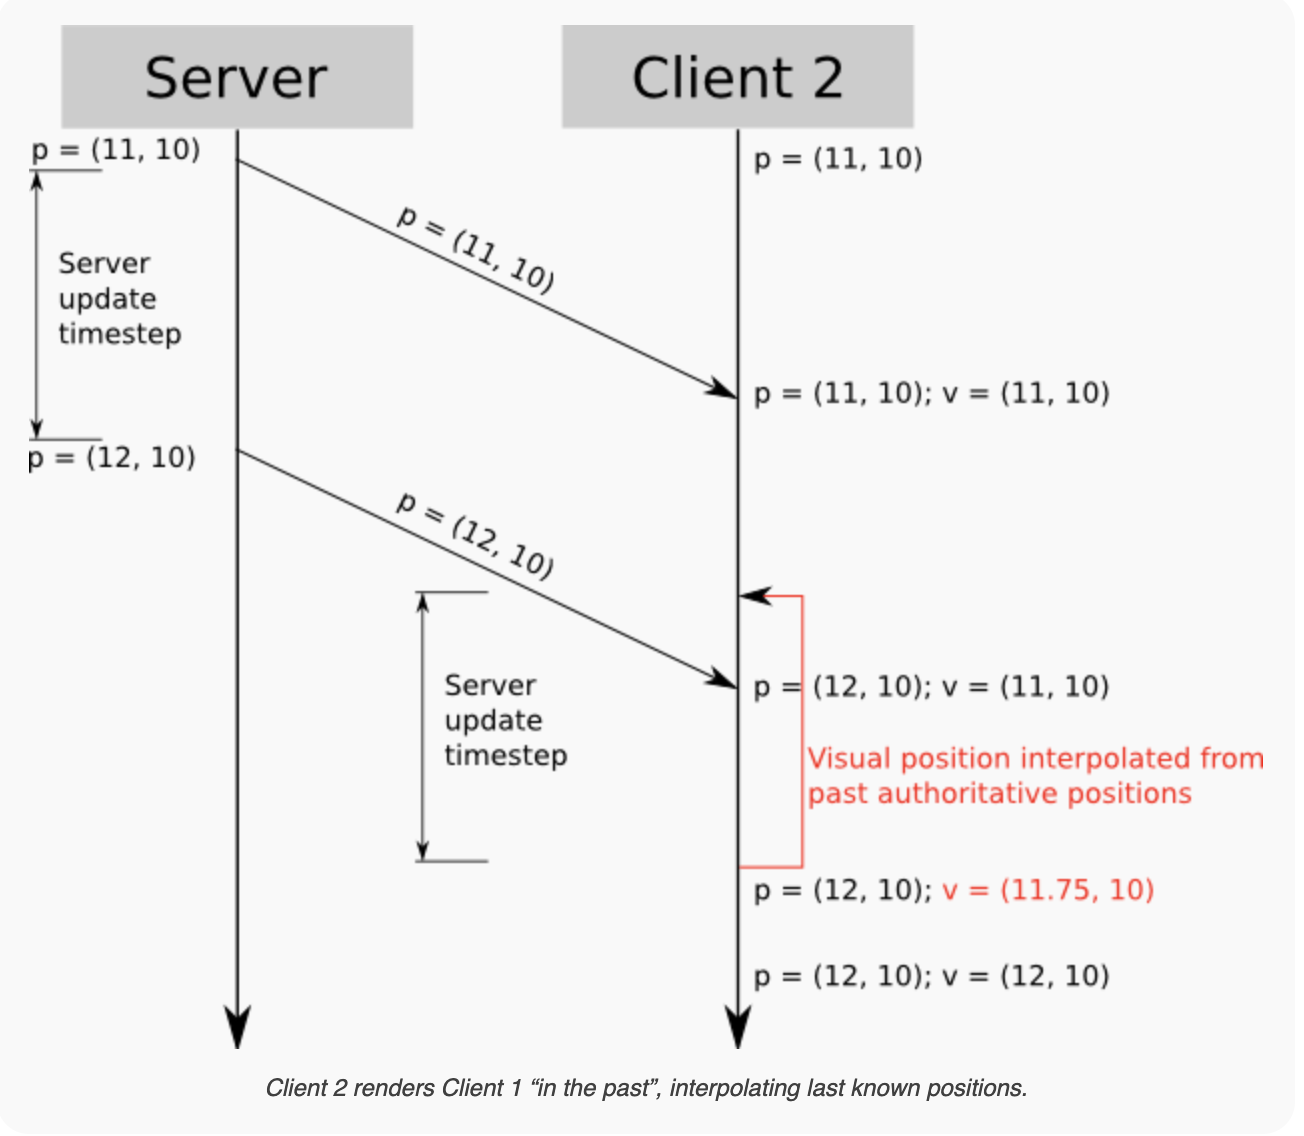 Server
Client 2
p = (11, 10)
p = (11, 10)
p = (11, 10)
Server
update
timestep
p = (11, 10); v = (11, 10)
p = (12, 10)
p = (12, 10)
Server
update
timestep
p = (12, 10); v = (11, 10)
Visual position interpolated from
past authoritative positions
p = (12, 10); v = (11.75, 10)
p = (12, 10); v = (12, 10)
Client 2 renders Client 1 “in the past”, interpolating last known positions.